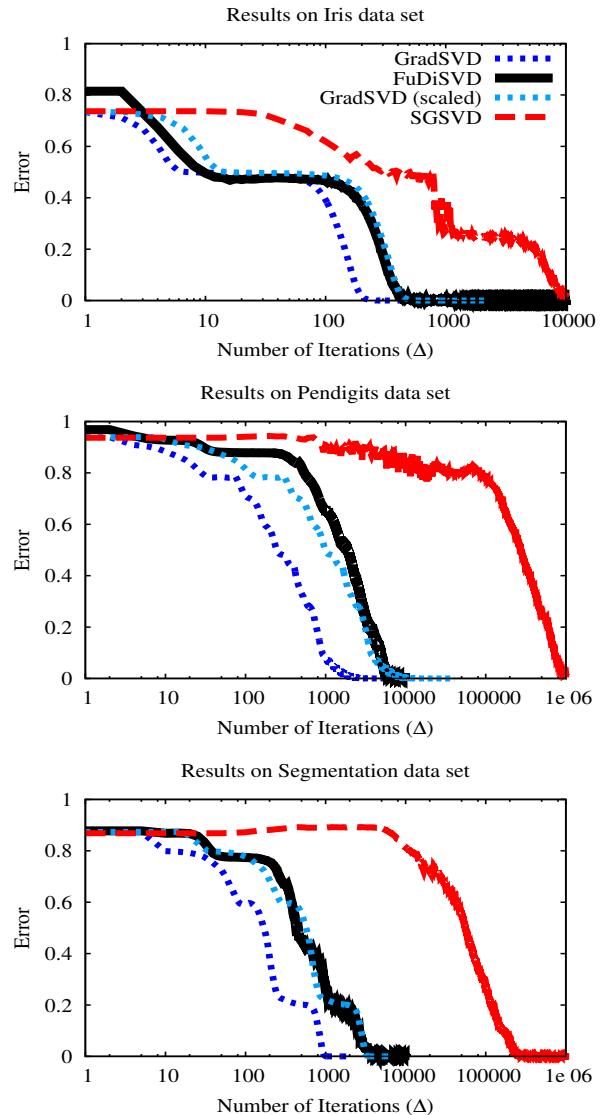 Results on Iris data set
GradSVD
FuDiSVD
GradSVD (scaled)
SGSVD
Error
1
0.8
0.6
0.4
0.2
0
1
10
100
1000
10000
Number of Iterations (Δ)
Results on Pendigits data set
Error
1
0.8
0.6
0.4
0.2
0
1
10
100
1000
10000
100000
1e 06
Number of Iterations (Δ)
Results on Segmentation data set
Error
1
0.8
0.6
0.4
0.2
0
1
10
100
1000
10000
100000
1e 06
Number of Iterations (Δ)